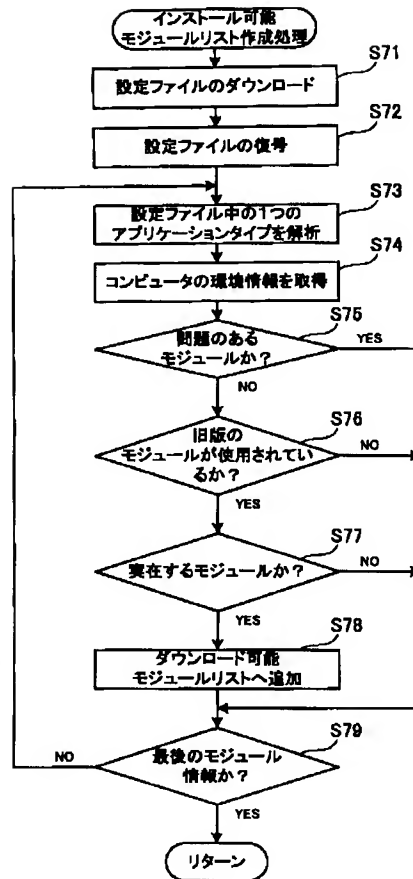 インストール可能
モジュールリスト作成処理
S71
設定ファイルのダウンロード
S72
設定ファイルの復号
S73
設定ファイル中の1つの
アプリケーションタイプを解析
S74
コンピュータの環境情報を取得
S75
問題のある
モジュールか?
YES
NO
S76
旧版の
モジュールが使用されてい
るか?
NO
YES
S77
実在するモジュールか?
NO
YES
S78
ダウンロード可能
モジュールリストへ追加
S79
最後のモジュール
情報か?
NO
YES
リターン